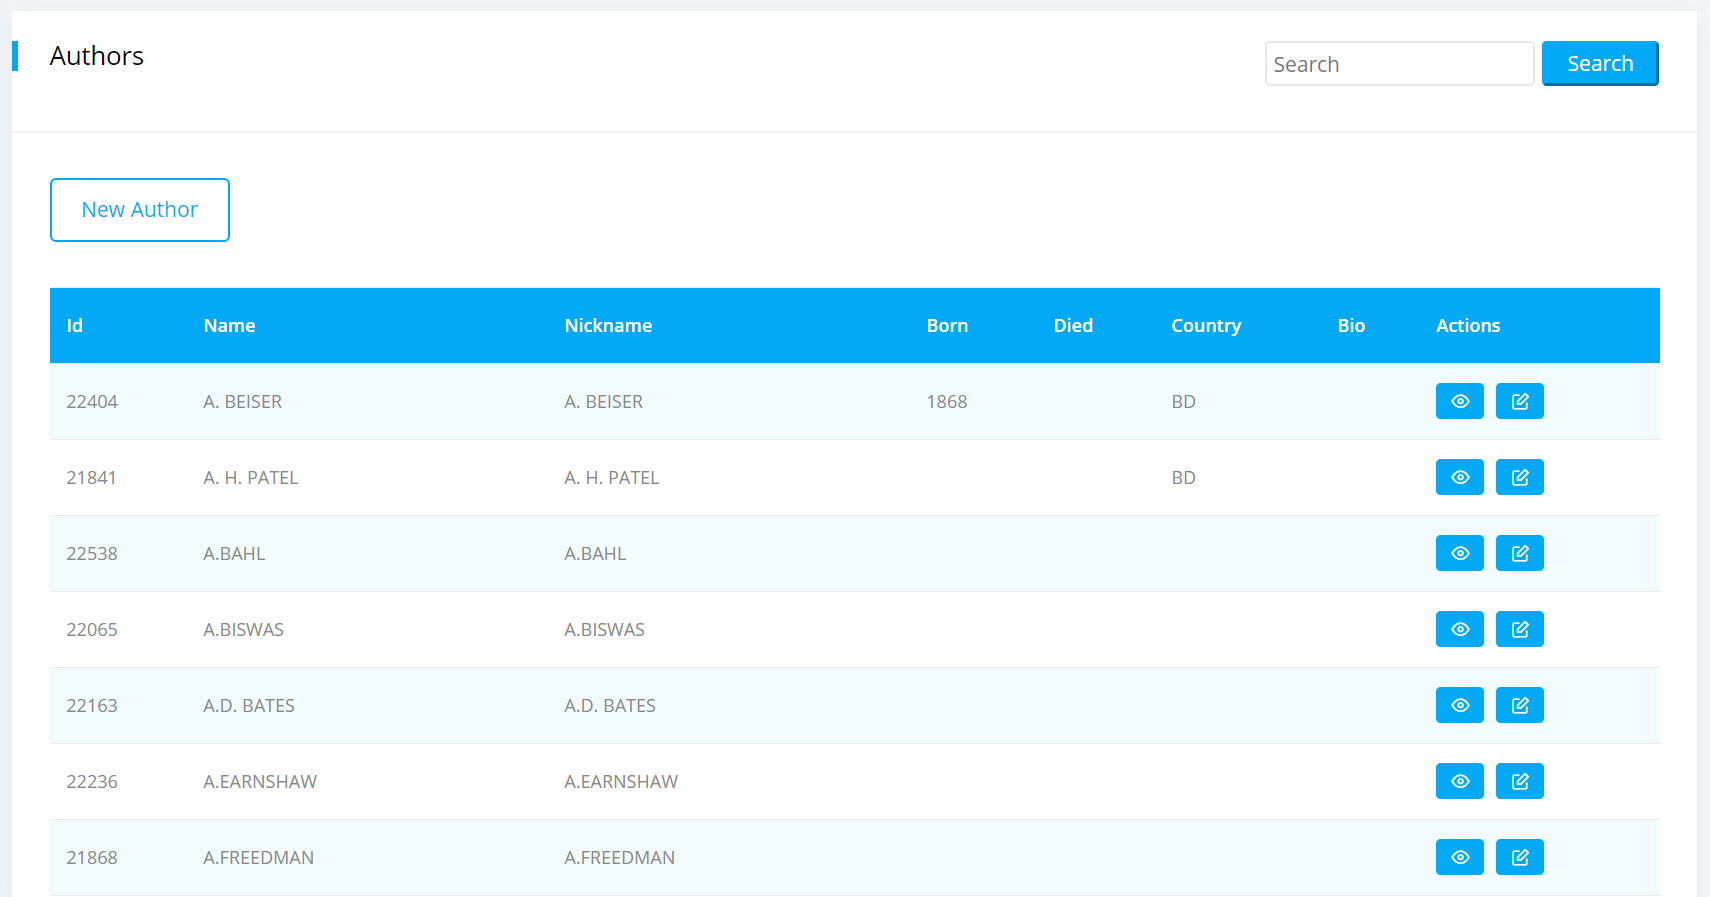 Authors
Search Search
New Author
Id Name Nickname Born Died Country Bio Actions
22404 A. BEISER A. BEISER 1868 BD
21841 A. H. PATEL A. H. PATEL BD
22538 A.BAHL A.BAHL
22065 A.BISWAS A.BISWAS
22163 A.D. BATES A.D. BATES
22236 A.EARNSHAW A.EARNSHAW
21868 A.FREEDMAN A.FREEDMAN